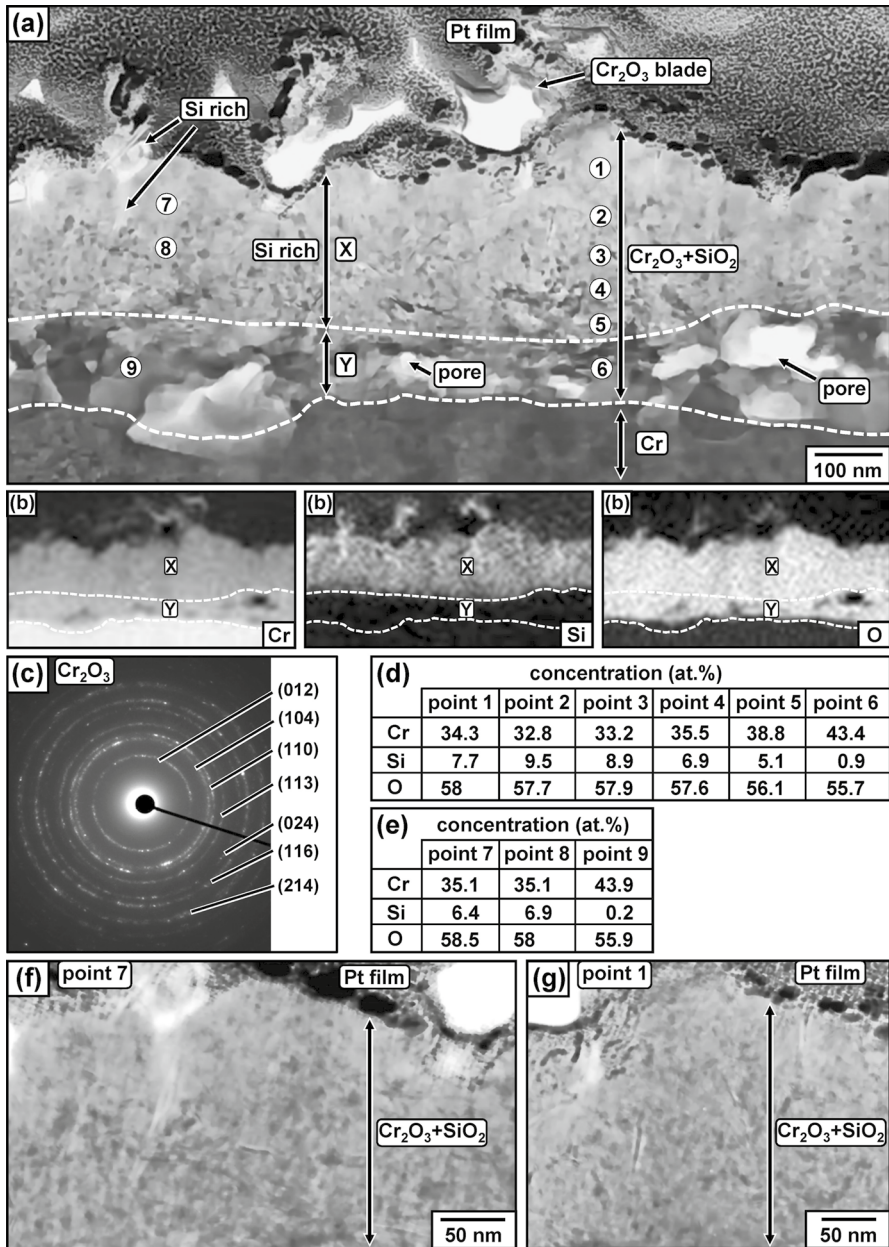 (a)
Pt film
Cr₂O₃ blade
Si rich
①
⑦
②
⑧
Si rich
X
③
Cr₂O₃+SiO₂
④
⑤
⑨
Y
pore
⑥
pore
Cr
100 nm
(b)
X
Y
Cr
(b)
X
Y
Si
(b)
X
Y
O
(c)
Cr₂O₃
(012)
(104)
(110)
(113)
(024)
(116)
(214)
(d)
concentration (at.%)
point 1 point 2 point 3 point 4 point 5 point 6
Cr 34.3 32.8 33.2 35.5 38.8 43.4
Si 7.7 9.5 8.9 6.9 5.1 0.9
O 58 57.7 57.9 57.6 56.1 55.7
(e)
concentration (at.%)
point 7 point 8 point 9
Cr 35.1 35.1 43.9
Si 6.4 6.9 0.2
O 58.5 58 55.9
(f)
point 7
Pt film
Cr₂O₃+SiO₂
50 nm
(g)
point 1
Pt film
Cr₂O₃+SiO₂
50 nm